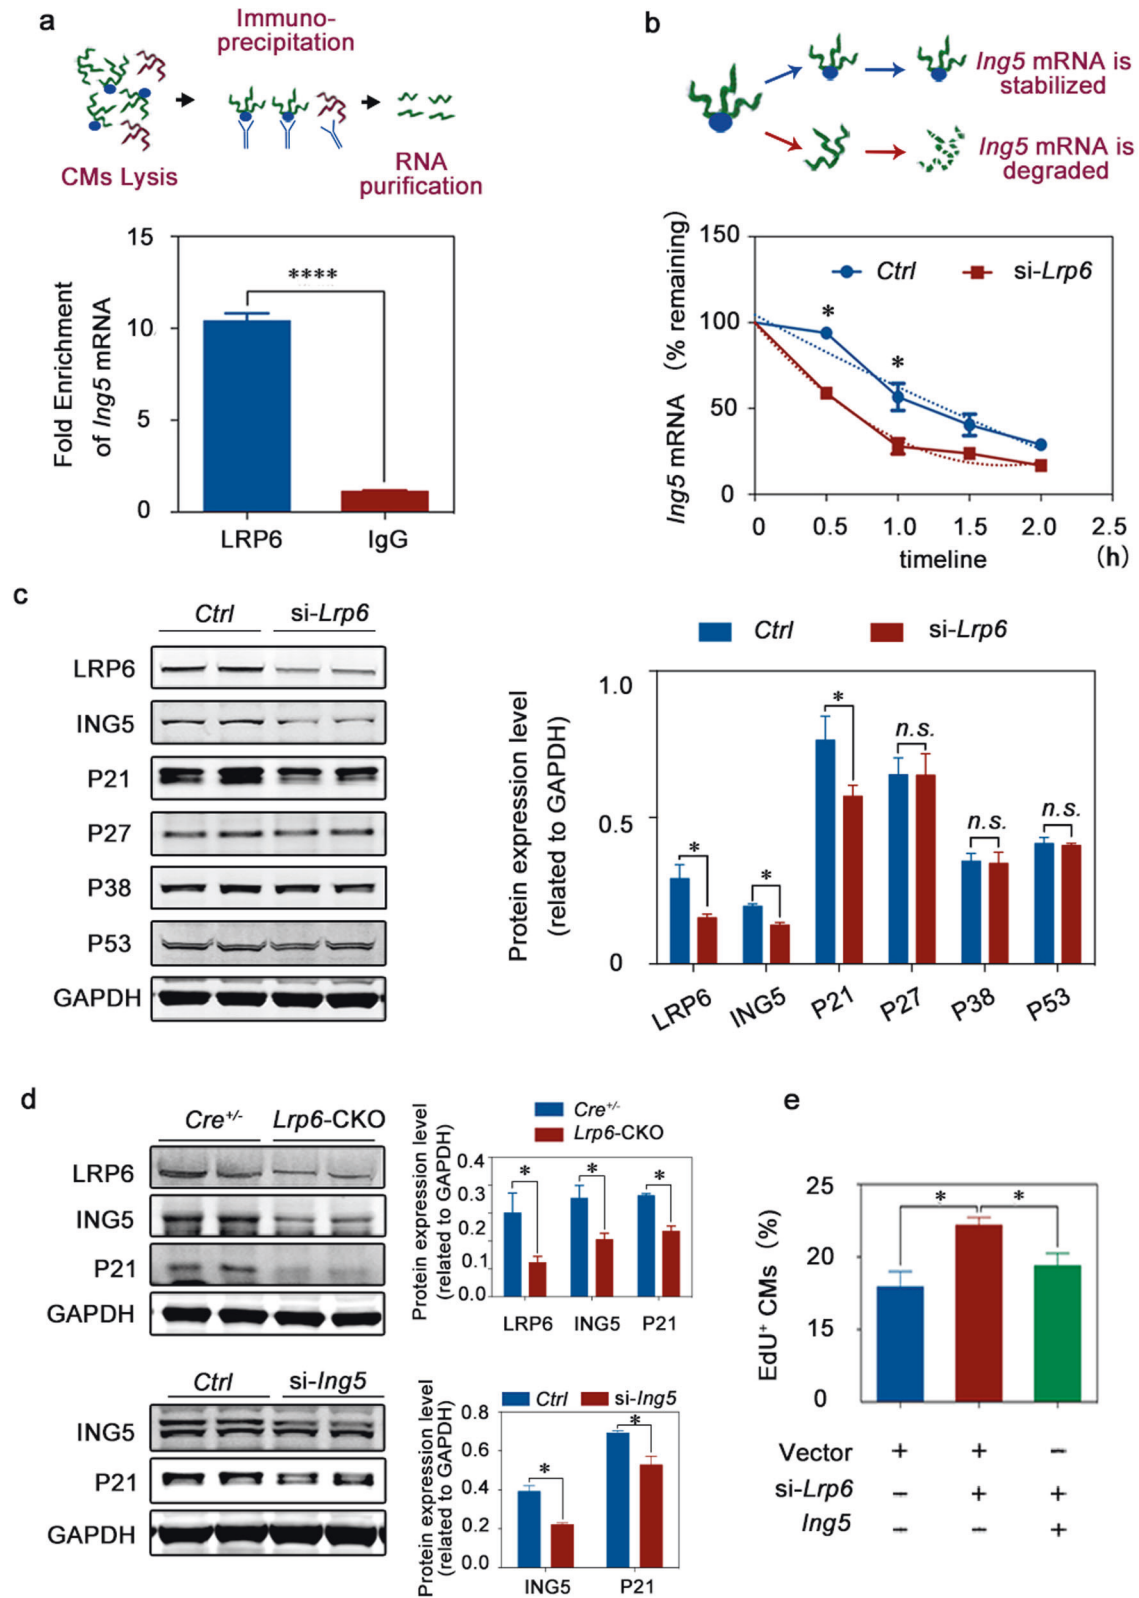 a
Immuno-
precipitation
CMs Lysis
RNA
purification
15
10
5
0
Fold Enrichment
of Ing5 mRNA
****
LRP6 IgG
b
Ing5 mRNA is
stabilized
Ing5 mRNA is
degraded
Ing5 mRNA (% remaining)
150
100
50
0
Ctrl si-Lrp6
*
*
0 0.5 1.0 1.5 2.0 2.5
timeline (h)
c
Ctrl si-Lrp6
LRP6
ING5
P21
P27
P38
P53
GAPDH
Ctrl si-Lrp6
Protein expression level
(related to GAPDH)
1.0
0.5
0
* * * n.s. n.s. n.s.
LRP6 ING5 P21 P27 P38 P53
d
Cre+/- Lrp6-CKO
LRP6
ING5
P21
GAPDH
Cre+/-
Lrp6-CKO
Protein expression level
(related to GAPDH)
0.4
0.3
0.2
0.1
0.0
* * *
LRP6 ING5 P21
Ctrl si-Ing5
ING5
P21
GAPDH
Ctrl si-Ing5
Protein expression level
(related to GAPDH)
0.8
0.6
0.4
0.2
0.0
* *
ING5 P21
e
EdU+ CMs (%)
25
20
15
0
* *
Vector + + −
si-Lrp6 − + +
Ing5 − − +